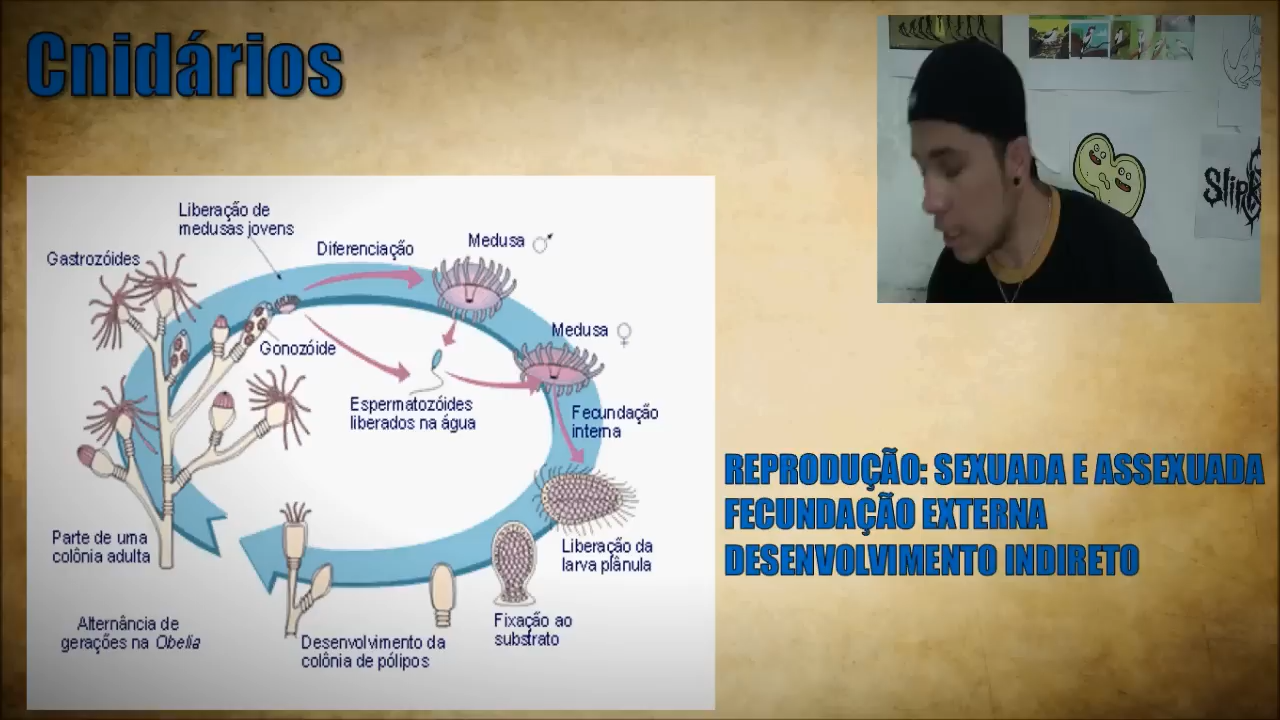 Cnidários
Liberação de
medusas jovens
Gastrozóides
Diferenciação
Medusa ♂
Medusa ♀
Gonozóide
Espermatozóides
liberados na água
Fecundação
interna
Parte de uma
colônia adulta
Liberação da
larva plânula
Fixação ao
substrato
Alternância de
gerações na Obelia
Desenvolvimento da
colônia de pólipos
REPRODUÇÃO: SEXUADA E ASSEXUADA
FECUNDAÇÃO EXTERNA
DESENVOLVIMENTO INDIRETO